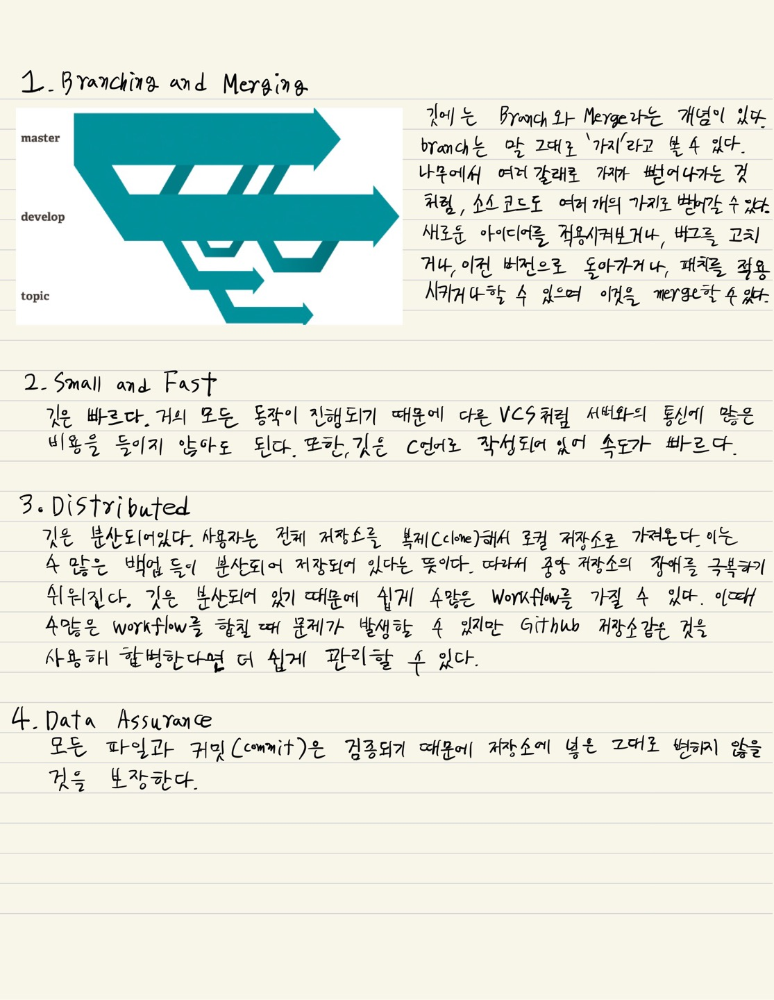 1. Branching and Merging
master
develop
topic
깃에는 Branch와 Merge라는 개념이 있다.
branch는 말 그대로 '가지'라고 볼 수 있다.
나무에서 여러 갈래로 가지가 뻗어나가는 것
처럼, 소스코드도 여러 개의 가지로 뻗어갈 수 있다.
새로운 아이디어를 적용시켜보거나, 버그를 고치
거나, 이전 버전으로 돌아가거나, 패치를 적용
시키거나 할 수 있으며 이것을 merge할 수 있다.
2. Small and Fast
깃은 빠르다. 거의 모든 동작이 진행되기 때문에 다른 VCS처럼 서버와의 통신에 많은
비용을 들이지 않아도 된다. 또한, 깃은 C언어로 작성되어 있어 속도가 빠르다.
3. Distributed
깃은 분산되어있다. 사용자는 전체 저장소를 복제(clone)해서 로컬 저장소로 가져온다. 이는
수 많은 백업 들이 분산되어 저장되어 있다는 뜻이다. 따라서 중앙 저장소의 장애를 극복하기
쉬워진다. 깃은 분산되어 있기 때문에 쉽게 수많은 workflow를 가질 수 있다. 이때
수많은 workflow를 합칠 때 문제가 발생할 수 있지만 Github 저장소같은 것을
사용해 합병한다면 더 쉽게 관리할 수 있다.
4. Data Assurance
모든 파일과 커밋(commit)은 검증되기 때문에 저장소에 넣은 그대로 변하지 않을
것을 보장한다.